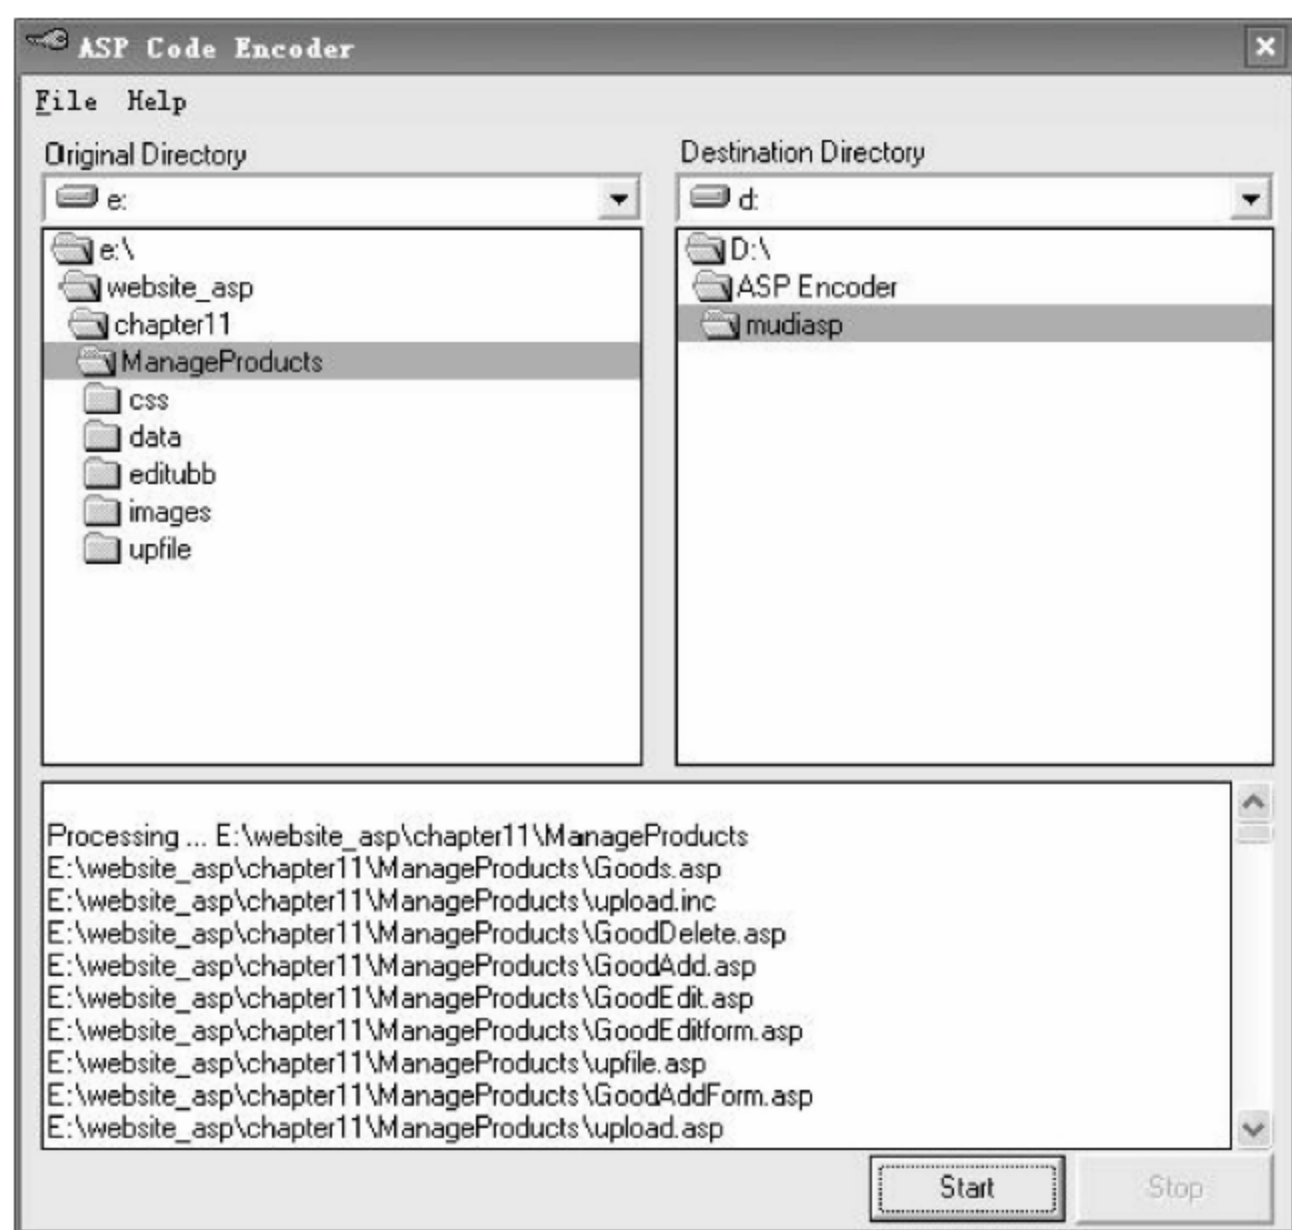 ASP Code Encoder
File Help
Original Directory
Destination Directory
e:
d:
e:\
website_asp
chapter11
ManageProducts
css
data
editubb
images
upfile
D:\
ASP Encoder
mudiasp
Processing ... E:\website_asp\chapter11\ManageProducts
E:\website_asp\chapter11\ManageProducts\Goods.asp
E:\website_asp\chapter11\ManageProducts\upload.inc
E:\website_asp\chapter11\ManageProducts\GoodDelete.asp
E:\website_asp\chapter11\ManageProducts\GoodAdd.asp
E:\website_asp\chapter11\ManageProducts\GoodEdit.asp
E:\website_asp\chapter11\ManageProducts\GoodEditform.asp
E:\website_asp\chapter11\ManageProducts\upfile.asp
E:\website_asp\chapter11\ManageProducts\GoodAddForm.asp
E:\website_asp\chapter11\ManageProducts\upload.asp
Start
Stop